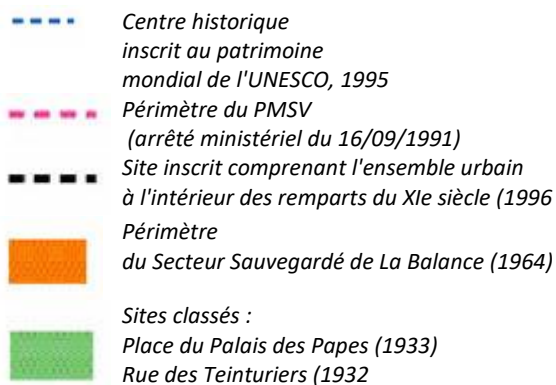 Centre historique
inscrit au patrimoine
mondial de l'UNESCO, 1995
Périmètre du PMSV
(arrêté ministériel du 16/09/1991)
Site inscrit comprenant l'ensemble urbain
à l'intérieur des remparts du XIe siècle (1996
Périmètre
du Secteur Sauvegardé de La Balance (1964)
Sites classés :
Place du Palais des Papes (1933)
Rue des Teinturiers (1932